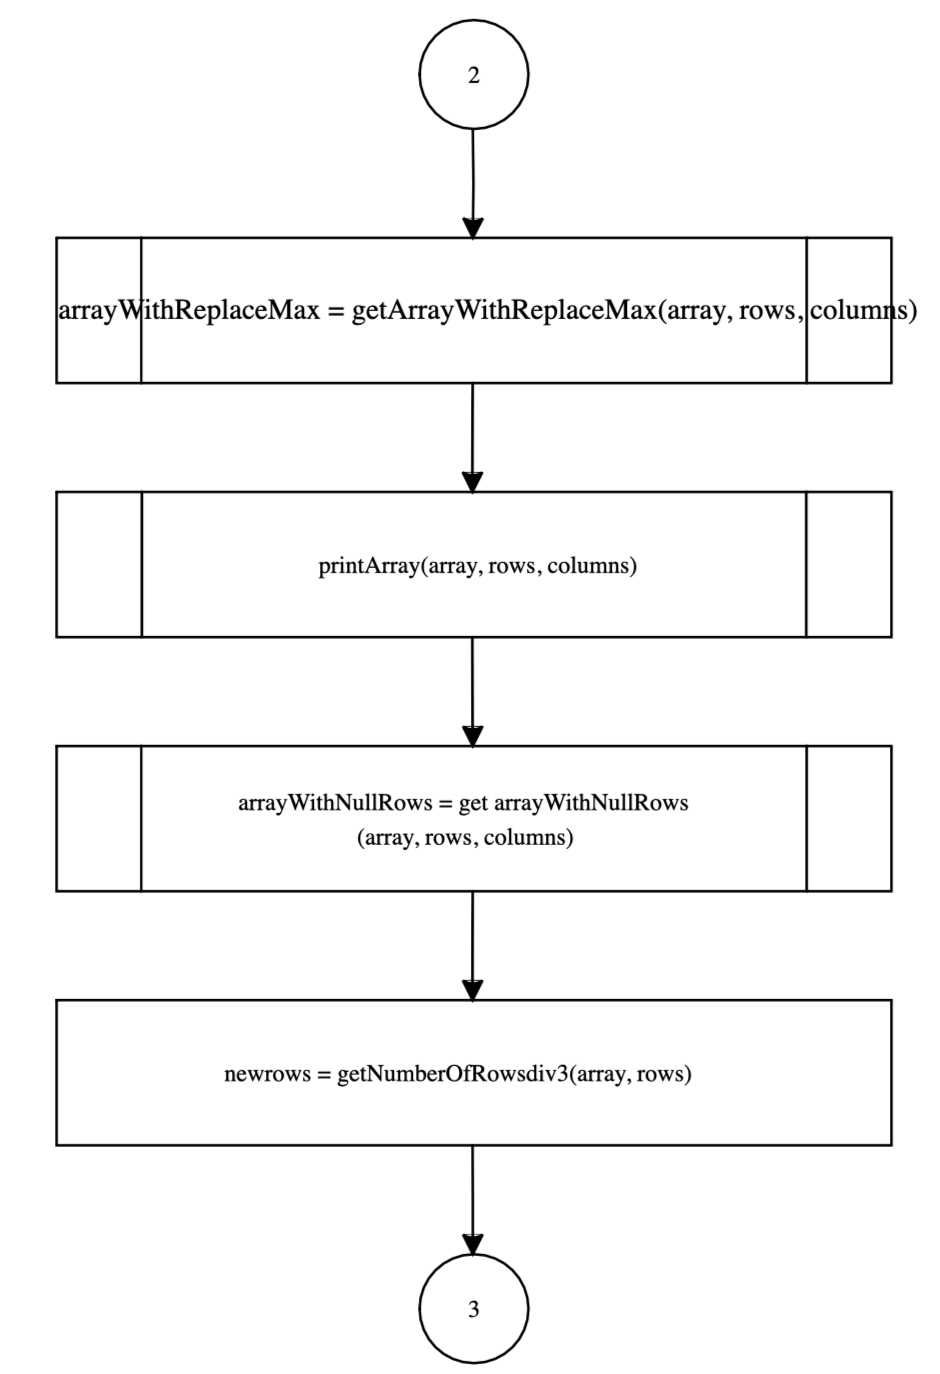 2
arrayWithReplaceMax = getArrayWithReplaceMax(array, rows, columns)
printArray(array, rows, columns)
arrayWithNullRows = get arrayWithNullRows
(array, rows, columns)
newrows = getNumberOfRowsdiv3(array, rows)
3